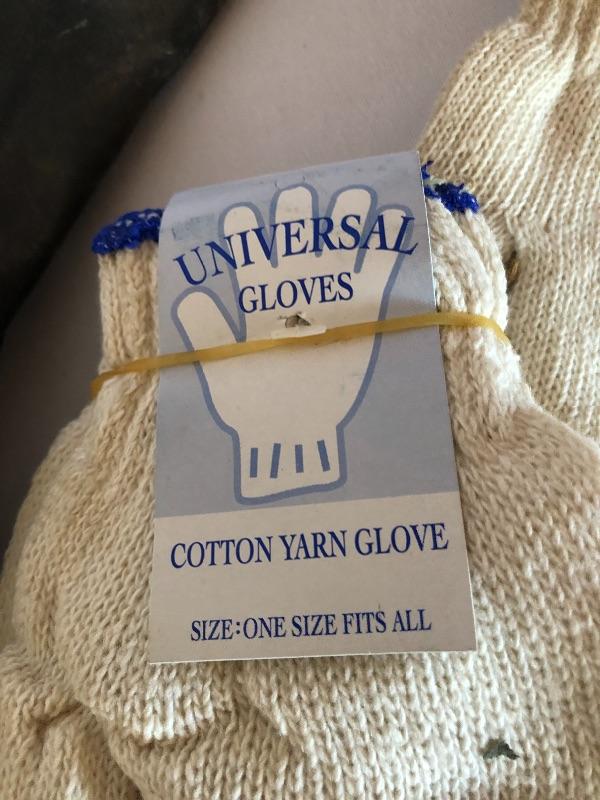 UNIVERSAL
GLOVES
COTTON YARN GLOVE
SIZE:ONE SIZE FITS ALL